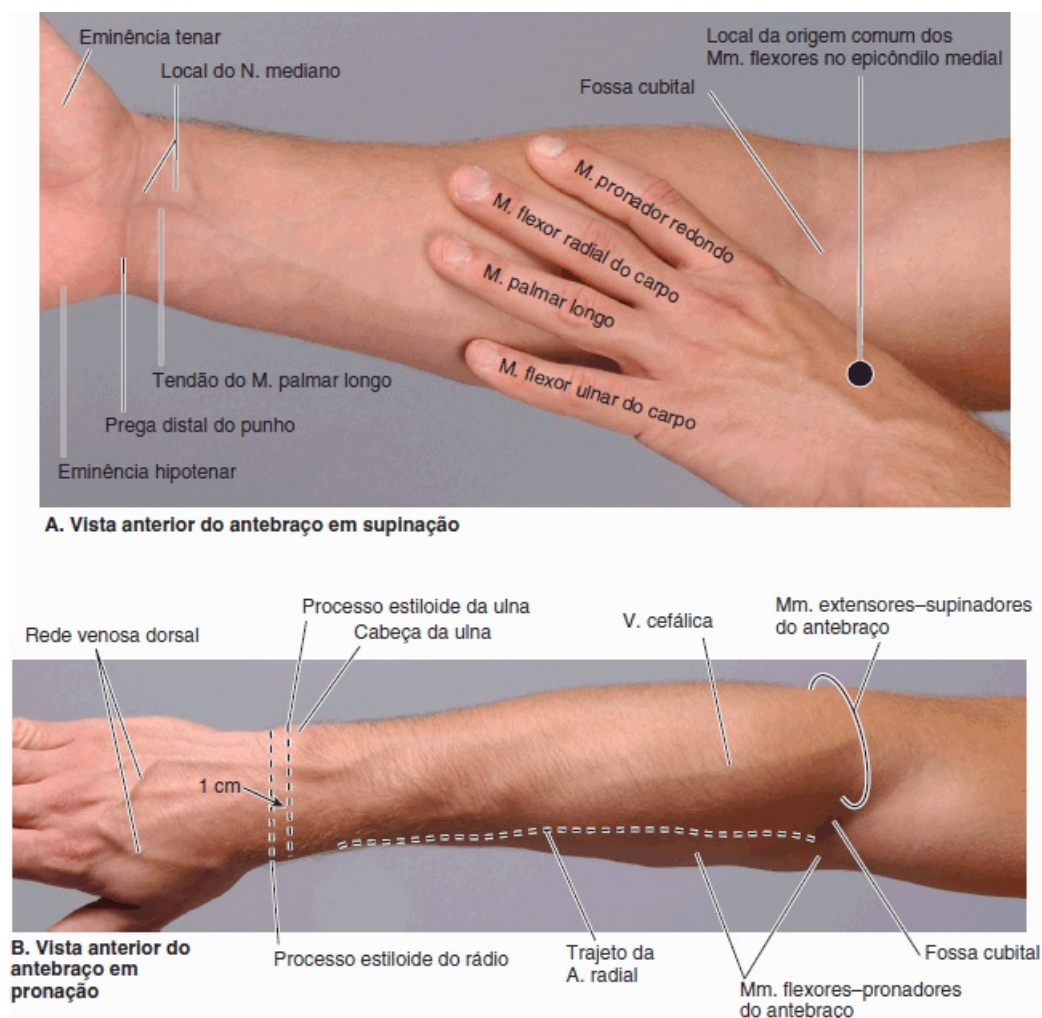 Eminência tenar
Local do N. mediano
Local da origem comum dos
Mm. flexores no epicôndilo medial
Fossa cubital
M. pronador redondo
M. flexor radial do carpo
M. palmar longo
M. flexor ulnar do carpo
Tendão do M. palmar longo
Prega distal do punho
Eminência hipotenar
A. Vista anterior do antebraço em supinação
Processo estiloide da ulna
Cabeça da ulna
Rede venosa dorsal
V. cefálica
Mm. extensores–supinadores
do antebraço
1 cm
B. Vista anterior do
antebraço em
pronação
Processo estiloide do rádio
Trajeto da
A. radial
Fossa cubital
Mm. flexores–pronadores
do antebraço